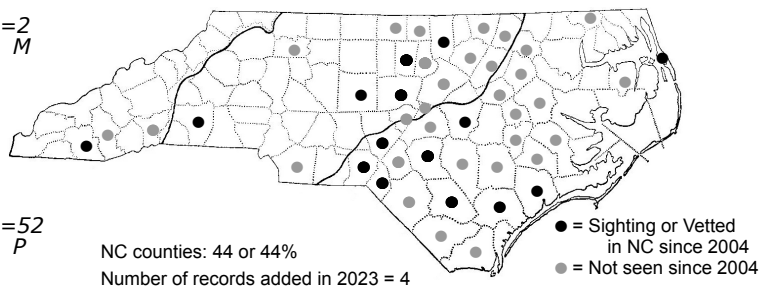 =2
M
=52
P
NC counties: 44 or 44%
Number of records added in 2023 = 4
= Sighting or Vetted
in NC since 2004
= Not seen since 2004